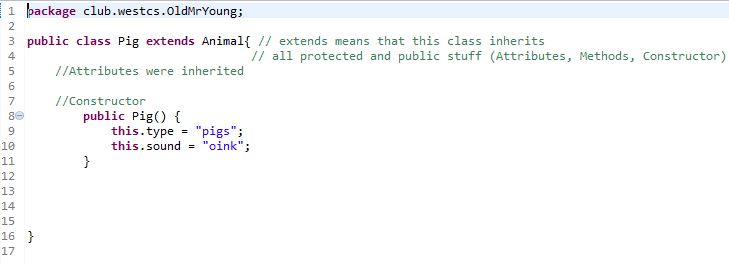 1 package club.westcs.OldMrYoung;
2
3 public class Pig extends Animal{ // extends means that this class inherits
4 // all protected and public stuff (Attributes, Methods, Constructor)
5 //Attributes were inherited
6
7 //Constructor
8 public Pig() {
9 this.type = "pigs";
10 this.sound = "oink";
11 }
12
13
14
15
16 }
17